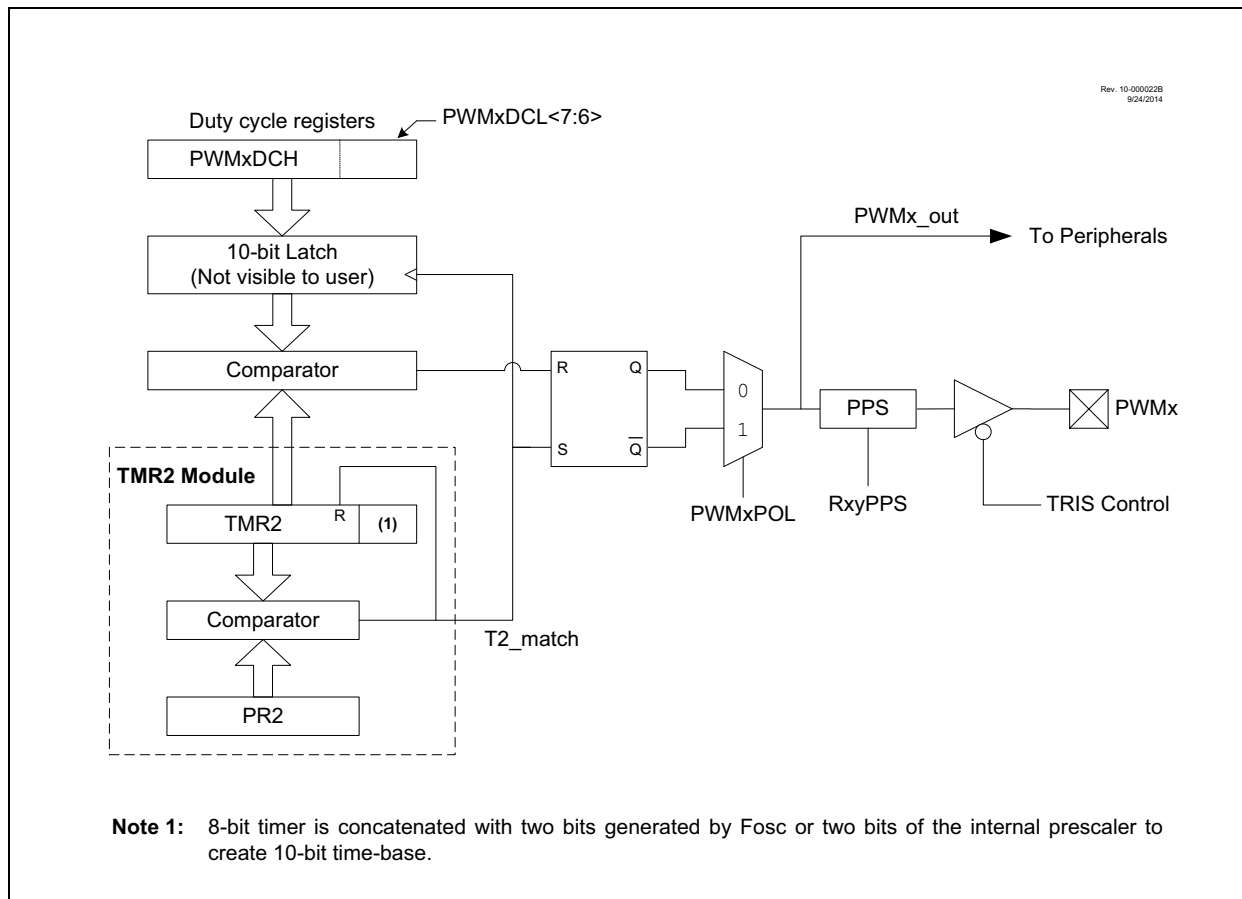 Rev. 10-000022B
9/24/2014
Duty cycle registers
PWMxDCL<7:6>
PWMxDCH
10-bit Latch
(Not visible to user)
Comparator
TMR2 Module
R
TMR2
(1)
Comparator
T2_match
PR2
R
Q
S
Q
0
1
PWMxPOL
PWMx_out
To Peripherals
PPS
RxyPPS
PWMx
TRIS Control
Note 1: 8-bit timer is concatenated with two bits generated by Fosc or two bits of the internal prescaler to
create 10-bit time-base.